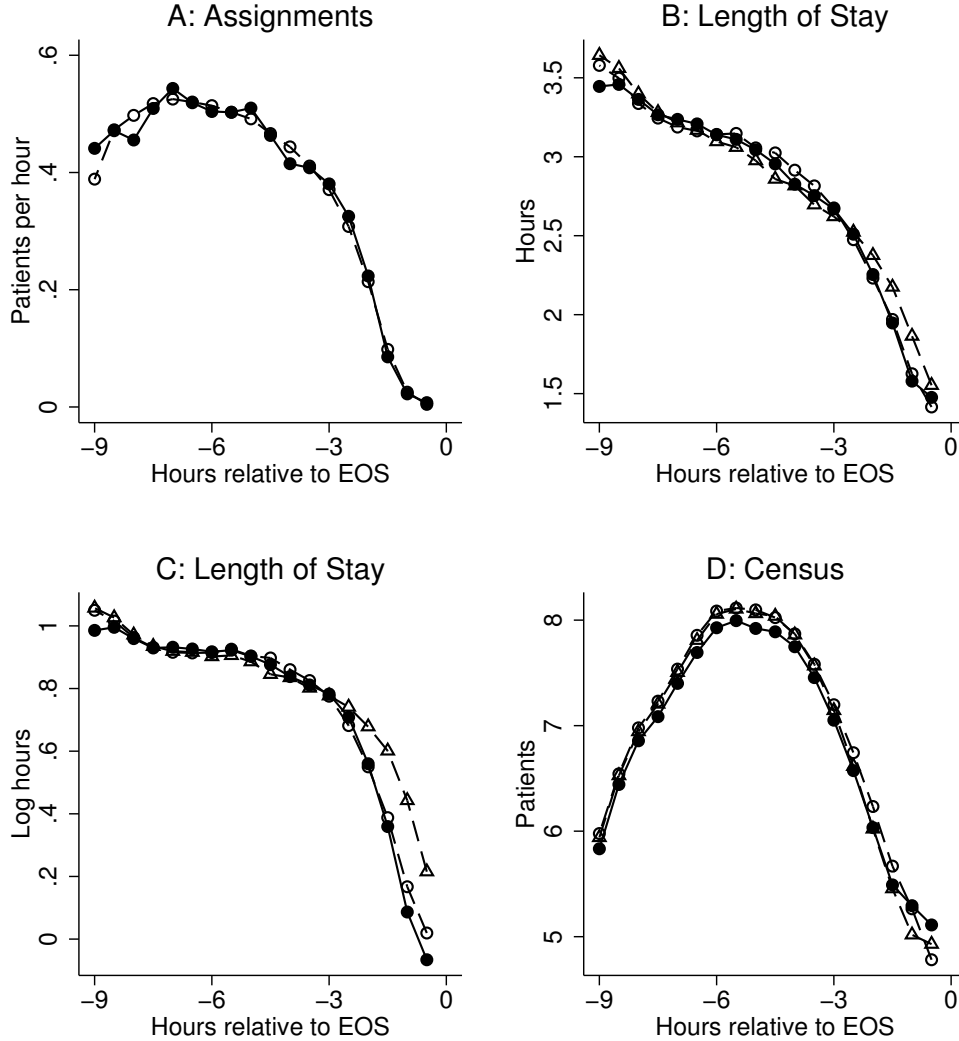 A: Assignments
.6
.4
.2
0
Patients per hour
−9 −6 −3 0
Hours relative to EOS
B: Length of Stay
3.5
3
2.5
2
1.5
Hours
−9 −6 −3 0
Hours relative to EOS
C: Length of Stay
1
.8
.6
.4
.2
0
Log hours
−9 −6 −3 0
Hours relative to EOS
D: Census
8
7
6
5
Patients
−9 −6 −3 0
Hours relative to EOS